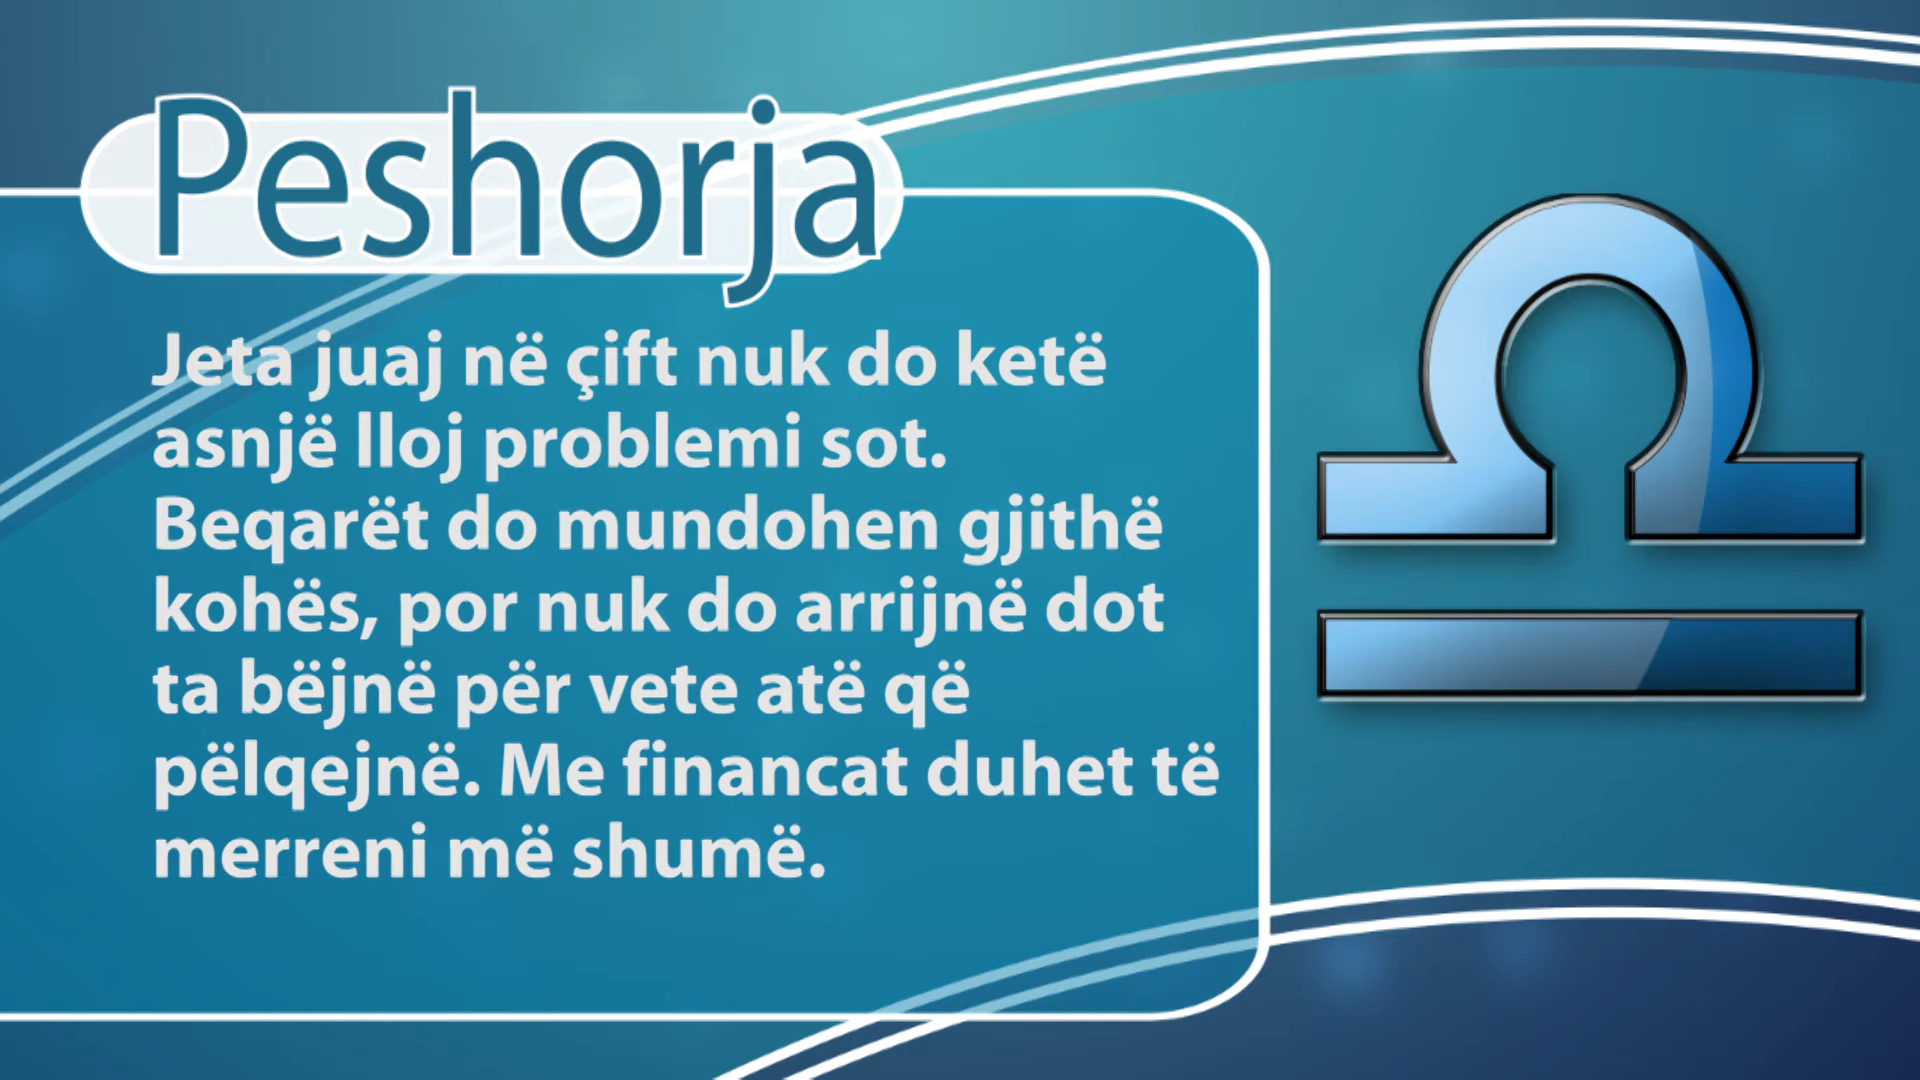 Peshorja
Jeta juaj në çift nuk do ketë
asnjë lloj problemi sot.
Beqarët do mundohen gjithë
kohës, por nuk do arrijnë dot
ta bëjnë për vete atë që
pëlqejnë. Me financat duhet të
merreni më shumë.